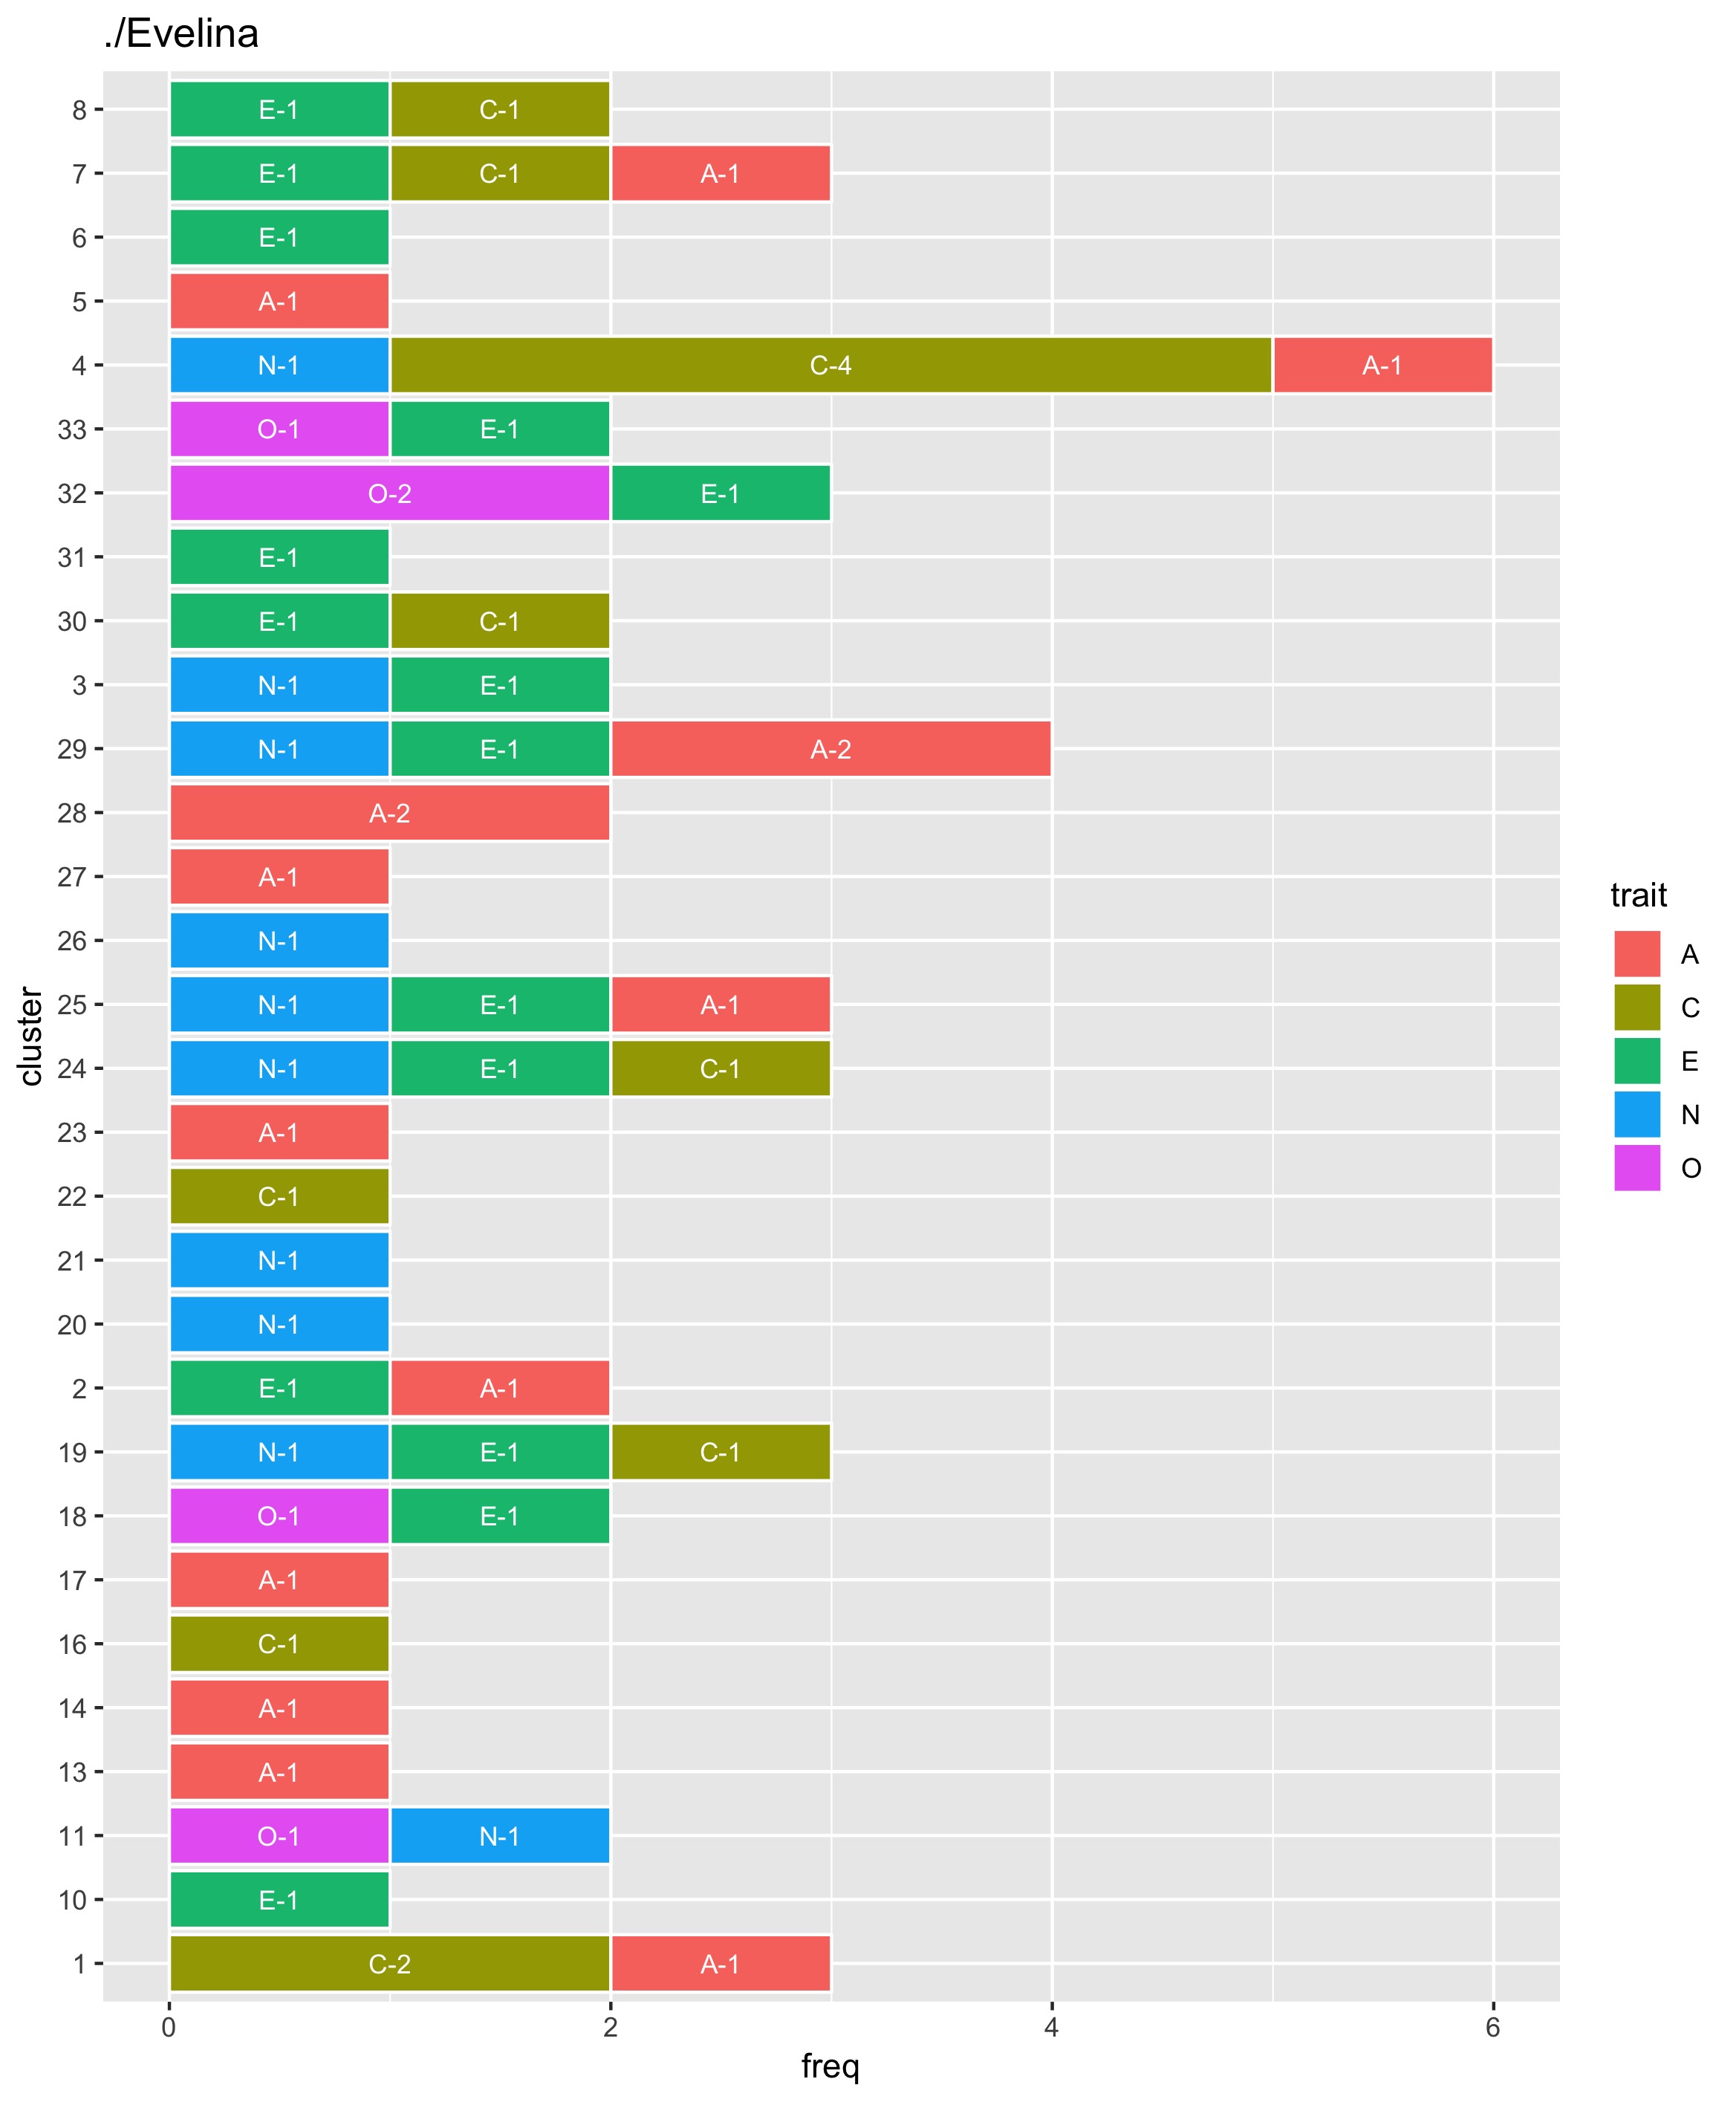 ./Evelina
8 E-1 C-1
7 E-1 C-1 A-1
6 E-1
5 A-1
4 N-1 C-4 A-1
33 O-1 E-1
32 O-2 E-1
31 E-1
30 E-1 C-1
3 N-1 E-1
29 N-1 E-1 A-2
28 A-2
27 A-1
26 N-1
25 N-1 E-1 A-1
24 N-1 E-1 C-1
23 A-1
22 C-1
21 N-1
20 N-1
2 E-1 A-1
19 N-1 E-1 C-1
18 O-1 E-1
17 A-1
16 C-1
14 A-1
13 A-1
11 O-1 N-1
10 E-1
1 C-2 A-1
0 2 4 6
freq
cluster
trait
A
C
E
N
O